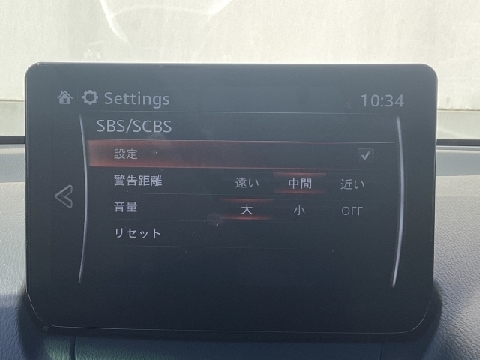 Settings 10:34
SBS/SCBS
設定
警告距離 遠い 中間 近い
音量 大 小 OFF
リセット